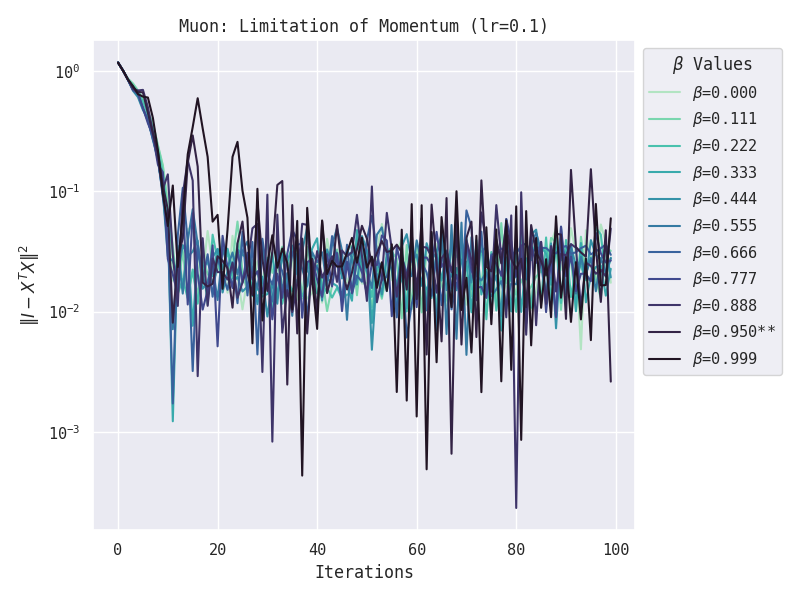 Muon: Limitation of Momentum (lr=0.1)
10⁰
10⁻¹
10⁻²
10⁻³
‖I − XᵀX‖²
0 20 40 60 80 100
Iterations
β Values
β=0.000
β=0.111
β=0.222
β=0.333
β=0.444
β=0.555
β=0.666
β=0.777
β=0.888
β=0.950**
β=0.999